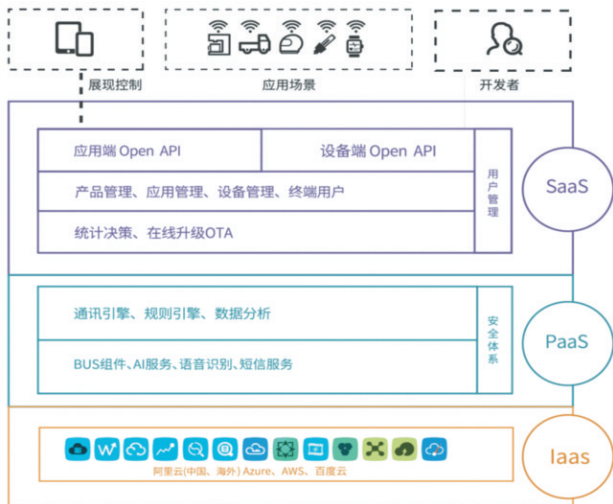 展现控制
应用场景
开发者
应用端 Open API
设备端 Open API
产品管理、应用管理、设备管理、终端用户
统计决策、在线升级OTA
用户管理
SaaS
通讯引擎、规则引擎、数据分析
BUS组件、AI服务、语音识别、短信服务
安全体系
PaaS
阿里云(中国、海外) Azure、AWS、百度云
Iaas